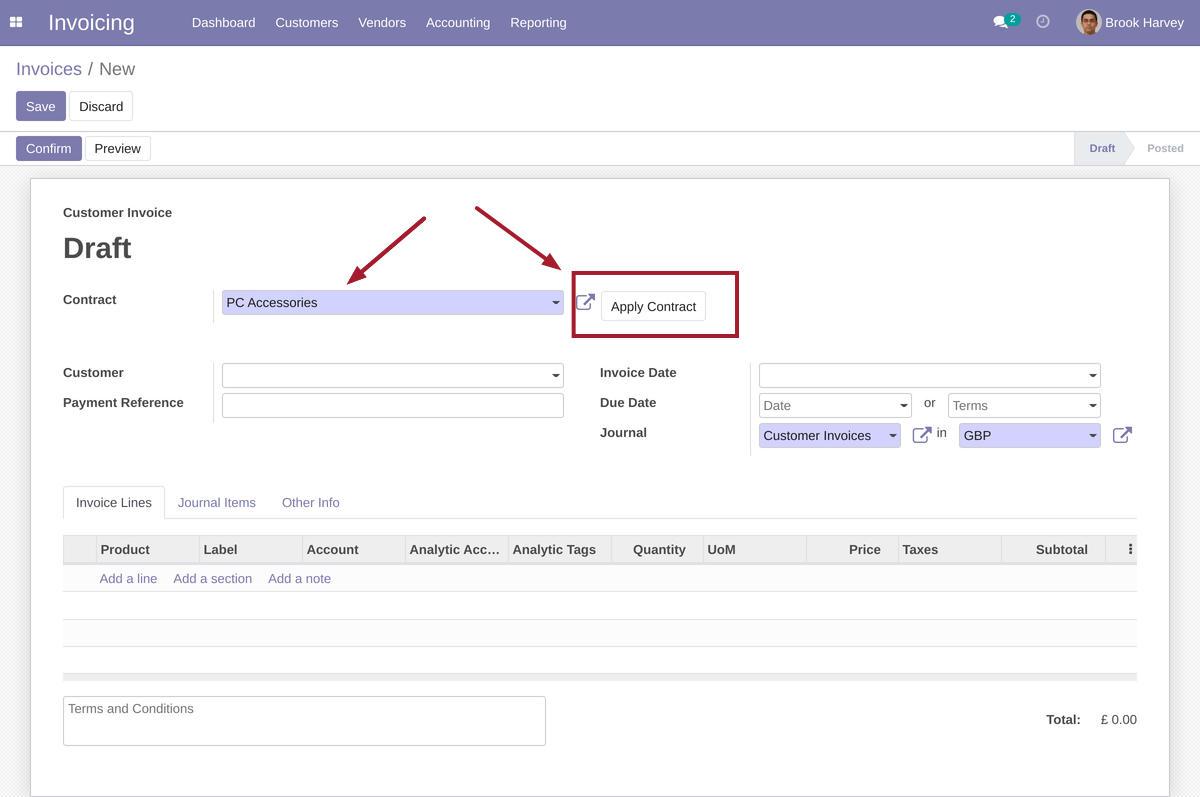 Invoicing Dashboard Customers Vendors Accounting Reporting 2 Brook Harvey
Invoices / New
Save Discard
Confirm Preview Draft Posted
Customer Invoice
Draft
Contract PC Accessories Apply Contract
Customer Invoice Date
Payment Reference Due Date Date or Terms
Journal Customer Invoices in GBP
Invoice Lines Journal Items Other Info
Product Label Account Analytic Acc... Analytic Tags Quantity UoM Price Taxes Subtotal
Add a line Add a section Add a note
Terms and Conditions
Total: £ 0.00